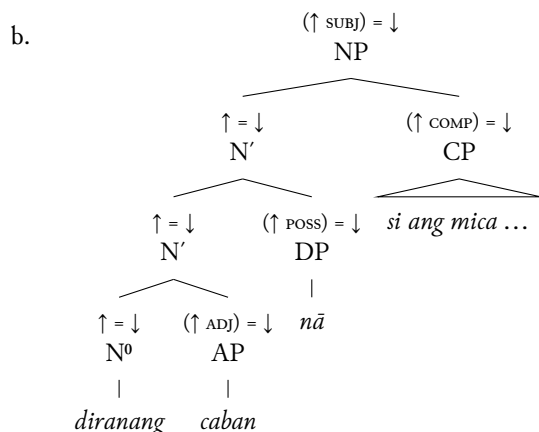 b.
(↑ SUBJ) = ↓
NP
↑ = ↓ (↑ COMP) = ↓
N′ CP
↑ = ↓ (↑ POSS) = ↓ si ang mica …
N′ DP
↑ = ↓ (↑ ADJ) = ↓ nā
N⁰ AP
diranang caban